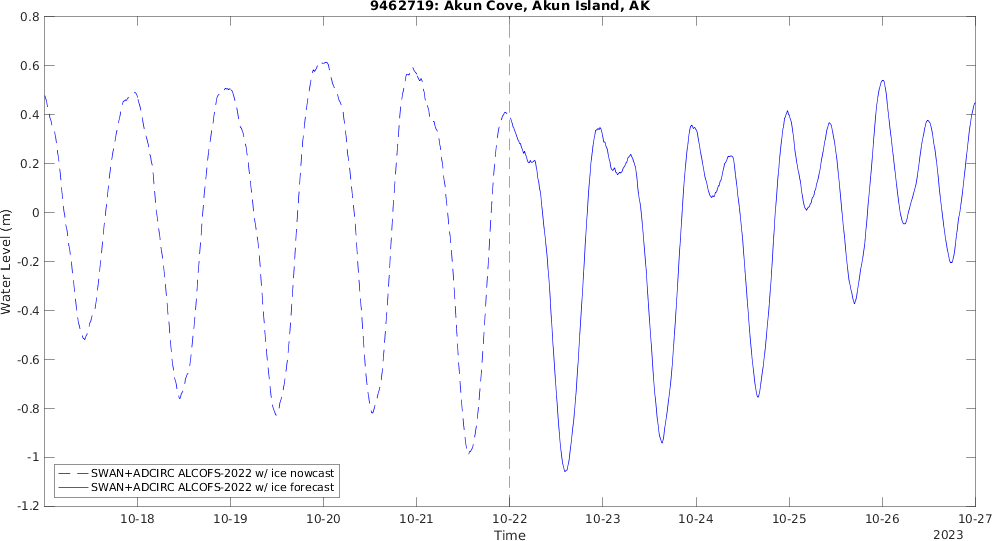 9462719: Akun Cove, Akun Island, AK
0.8
0.6
0.4
0.2
0
-0.2
-0.4
-0.6
-0.8
-1
-1.2
Water Level (m)
SWAN+ADCIRC ALCOFS-2022 w/ ice nowcast
SWAN+ADCIRC ALCOFS-2022 w/ ice forecast
10-18 10-19 10-20 10-21 10-22 10-23 10-24 10-25 10-26 10-27
Time
2023